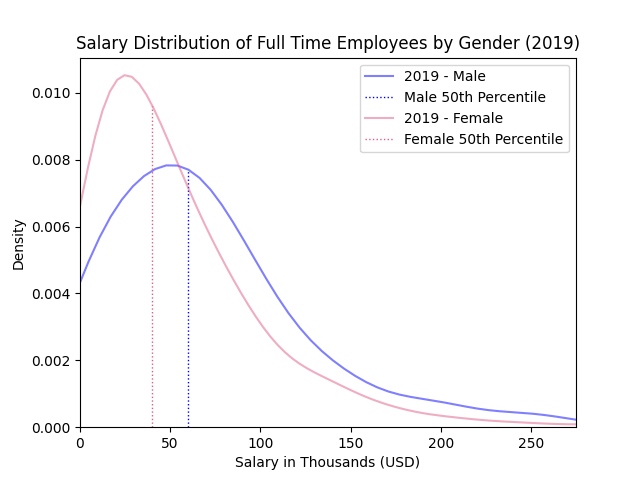 Salary Distribution of Full Time Employees by Gender (2019)
2019 - Male
Male 50th Percentile
2019 - Female
Female 50th Percentile
Density
0.010
0.008
0.006
0.004
0.002
0.000
0 50 100 150 200 250
Salary in Thousands (USD)